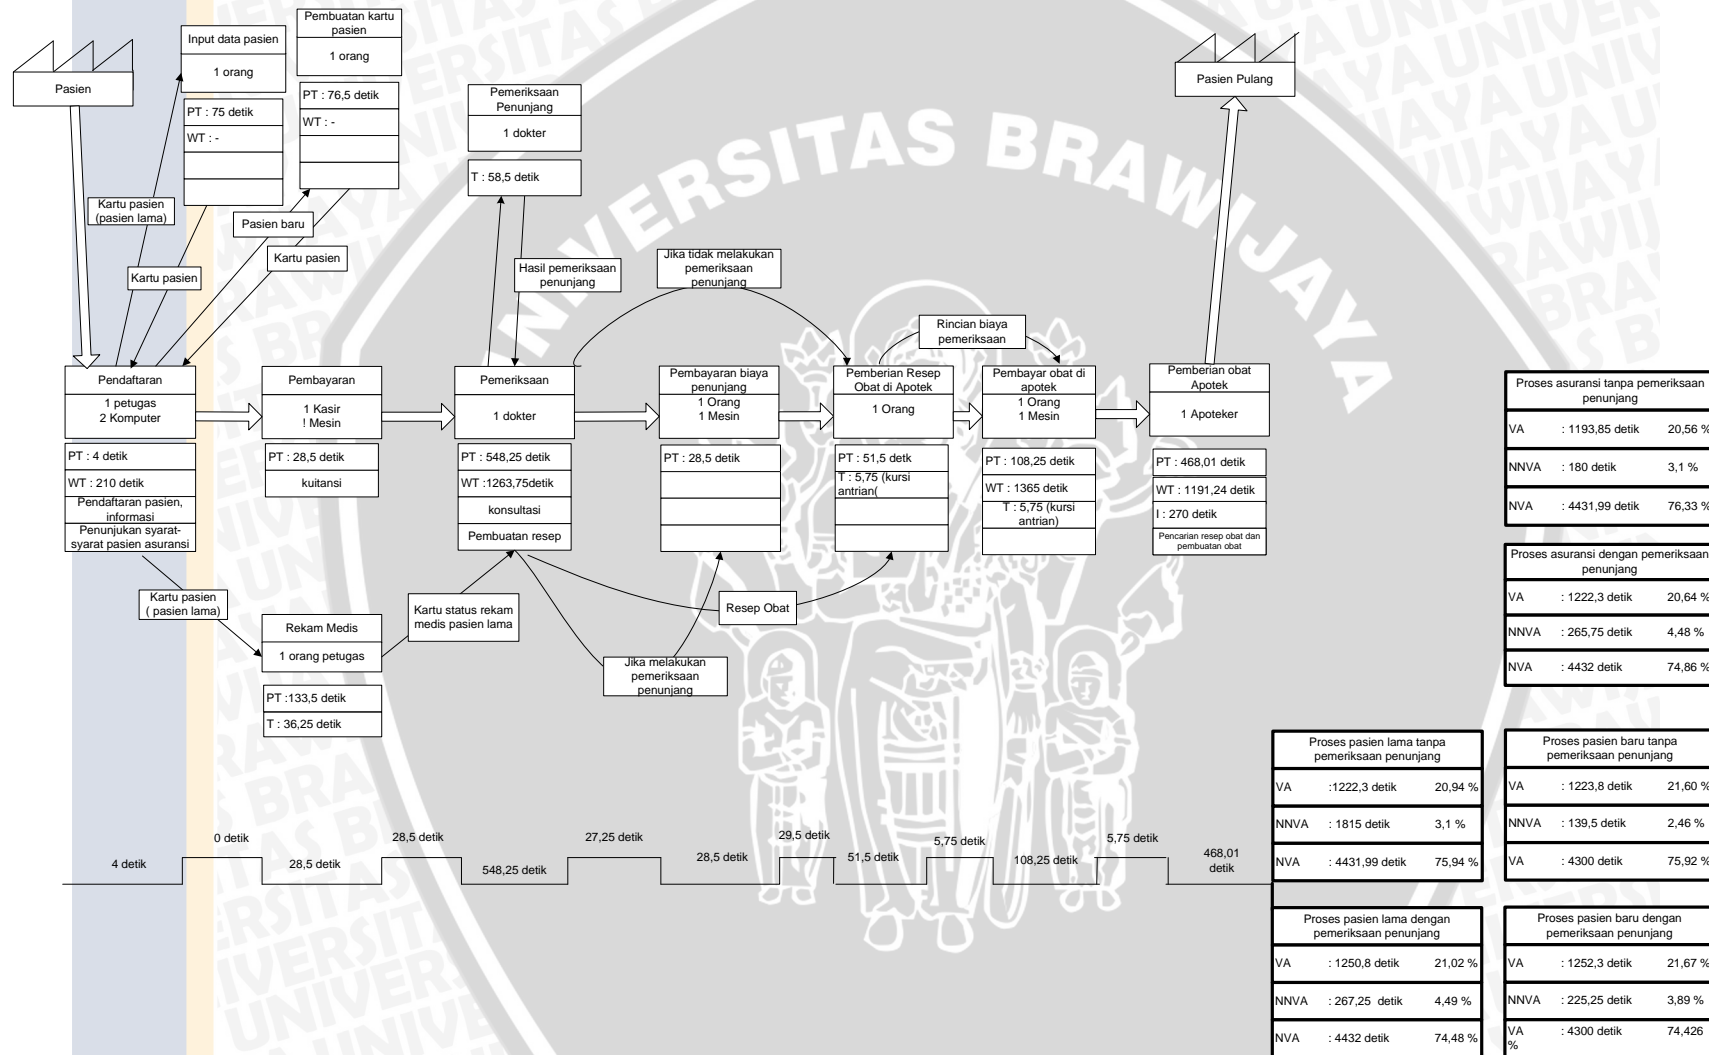 Pasien
Input data pasien
1 orang
PT : 75 detik
WT : -
Pembuatan kartu
pasien
1 orang
PT : 76,5 detik
WT : -
Pemeriksaan
Penunjang
1 dokter
T : 58,5 detik
Pasien Pulang
Kartu pasien
(pasien lama)
Pasien baru
Kartu pasien
Kartu pasien
Hasil pemeriksaan
penunjang
Jika tidak melakukan
pemeriksaan
penunjang
Rincian biaya
pemeriksaan
UNIVERSITAS BRAWIJAYA
Pendaftaran
1 petugas
2 Komputer
PT : 4 detik
WT : 210 detik
Pendaftaran pasien,
informasi
Penunjukan syarat-
syarat pasien asuransi
Pembayaran
1 Kasir
! Mesin
PT : 28,5 detik
kuitansi
Pemeriksaan
1 dokter
PT : 548,25 detik
WT :1263,75detik
konsultasi
Pembuatan resep
Pembayaran biaya
penunjang
1 Orang
1 Mesin
PT : 28,5 detik
Pemberian Resep
Obat di Apotek
1 Orang
PT : 51,5 detk
T : 5,75 (kursi
antrian(
Pembayar obat di
apotek
1 Orang
1 Mesin
PT : 108,25 detk
WT : 1365 detik
T : 5,75 (kursi
antrian)
Pemberian obat
Apotek
1 Apoteker
PT : 468,01 detik
WT : 1191,24 detik
I : 270 detik
Pencarian resep obat dan
pembuatan obat
Kartu pasien
( pasien lama)
Rekam Medis
1 orang petugas
PT :133,5 detik
T : 36,25 detik
Kartu status rekam
medis pasien lama
Resep Obat
Jika melakukan
pemeriksaan
penunjang
4 detik
0 detik
28,5 detik
28,5 detik
548,25 detik
27,25 detik
28,5 detik
29,5 detik
51,5 detik
5,75 detik
108,25 detik
5,75 detik
468,01
detik
Proses asuransi tanpa pemeriksaan
penunjang
VA : 1193,85 detik 20,56 %
NNVA : 180 detik 3,1 %
NVA : 4431,99 detik 76,33 %
Proses asuransi dengan pemeriksaan
penunjang
VA : 1222,3 detik 20,64 %
NNVA : 265,75 detik 4,48 %
NVA : 4432 detik 74,86 %
Proses pasien lama tanpa
pemeriksaan penunjang
VA :1222,3 detik 20,94 %
NNVA : 1815 detik 3,1 %
NVA : 4431,99 detik 75,94 %
Proses pasien baru tanpa
pemeriksaan penunjang
VA : 1223,8 detik 21,60 %
NNVA : 139,5 detik 2,46 %
VA : 4300 detik 75,92 %
Proses pasien lama dengan
pemeriksaan penunjang
VA : 1250,8 detik 21,02 %
NNVA : 267,25 detik 4,49 %
NVA : 4432 detik 74,48 %
Proses pasien baru dengan
pemeriksaan penunjang
VA : 1252,3 detik 21,67 %
NNVA : 225,25 detik 3,89 %
VA : 4300 detik 74,426
%